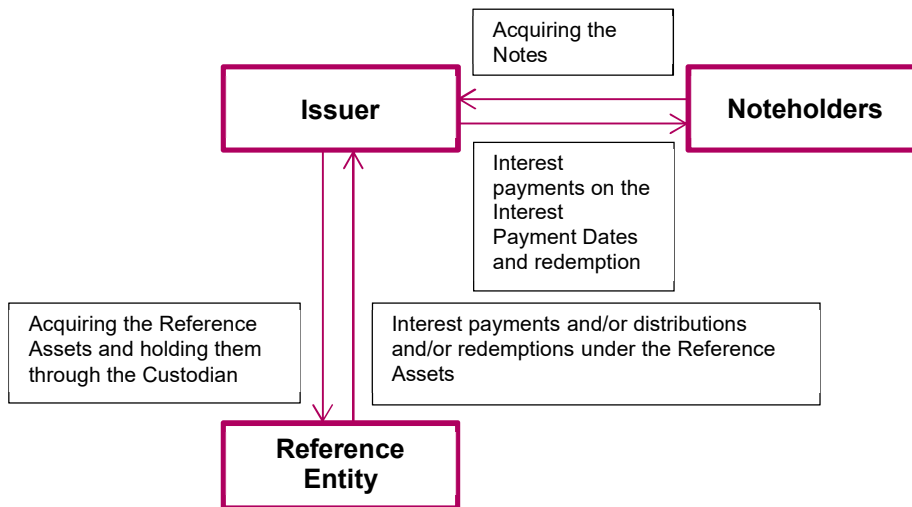 Acquiring the
Notes
Issuer
Noteholders
Interest
payments on the
Interest
Payment Dates
and redemption
Acquiring the Reference
Assets and holding them
through the Custodian
Interest payments and/or distributions
and/or redemptions under the Reference
Assets
Reference
Entity